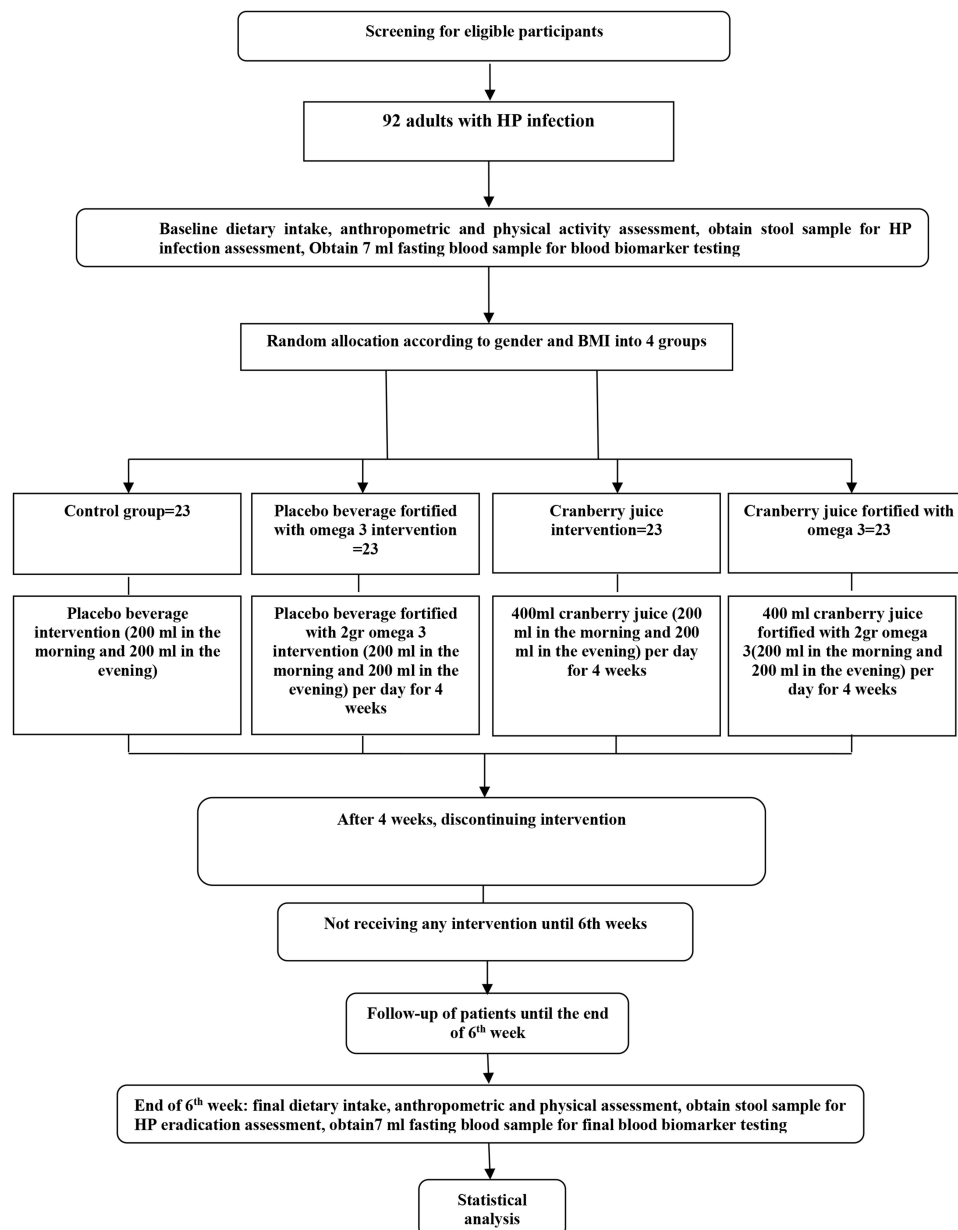 Screening for eligible participants
92 adults with HP infection
Baseline dietary intake, anthropometric and physical activity assessment, obtain stool sample for HP
infection assessment, Obtain 7 ml fasting blood sample for blood biomarker testing
Random allocation according to gender and BMI into 4 groups
Control group=23
Placebo beverage fortified
with omega 3 intervention
=23
Cranberry juice
intervention=23
Cranberry juice fortified with
omega 3=23
Placebo beverage
intervention (200 ml in the
morning and 200 ml in the
evening)
Placebo beverage fortified
with 2gr omega 3
intervention (200 ml in the
morning and 200 ml in the
evening) per day for 4
weeks
400ml cranberry juice (200
ml in the morning and 200
ml in the evening) per day
for 4 weeks
400 ml cranberry juice
fortified with 2gr omega
3(200 ml in the morning and
200 ml in the evening) per
day for 4 weeks
After 4 weeks, discontinuing intervention
Not receiving any intervention until 6th weeks
Follow-up of patients until the end
of 6th week
End of 6th week: final dietary intake, anthropometric and physical assessment, obtain stool sample for
HP eradication assessment, obtain7 ml fasting blood sample for final blood biomarker testing
Statistical
analysis